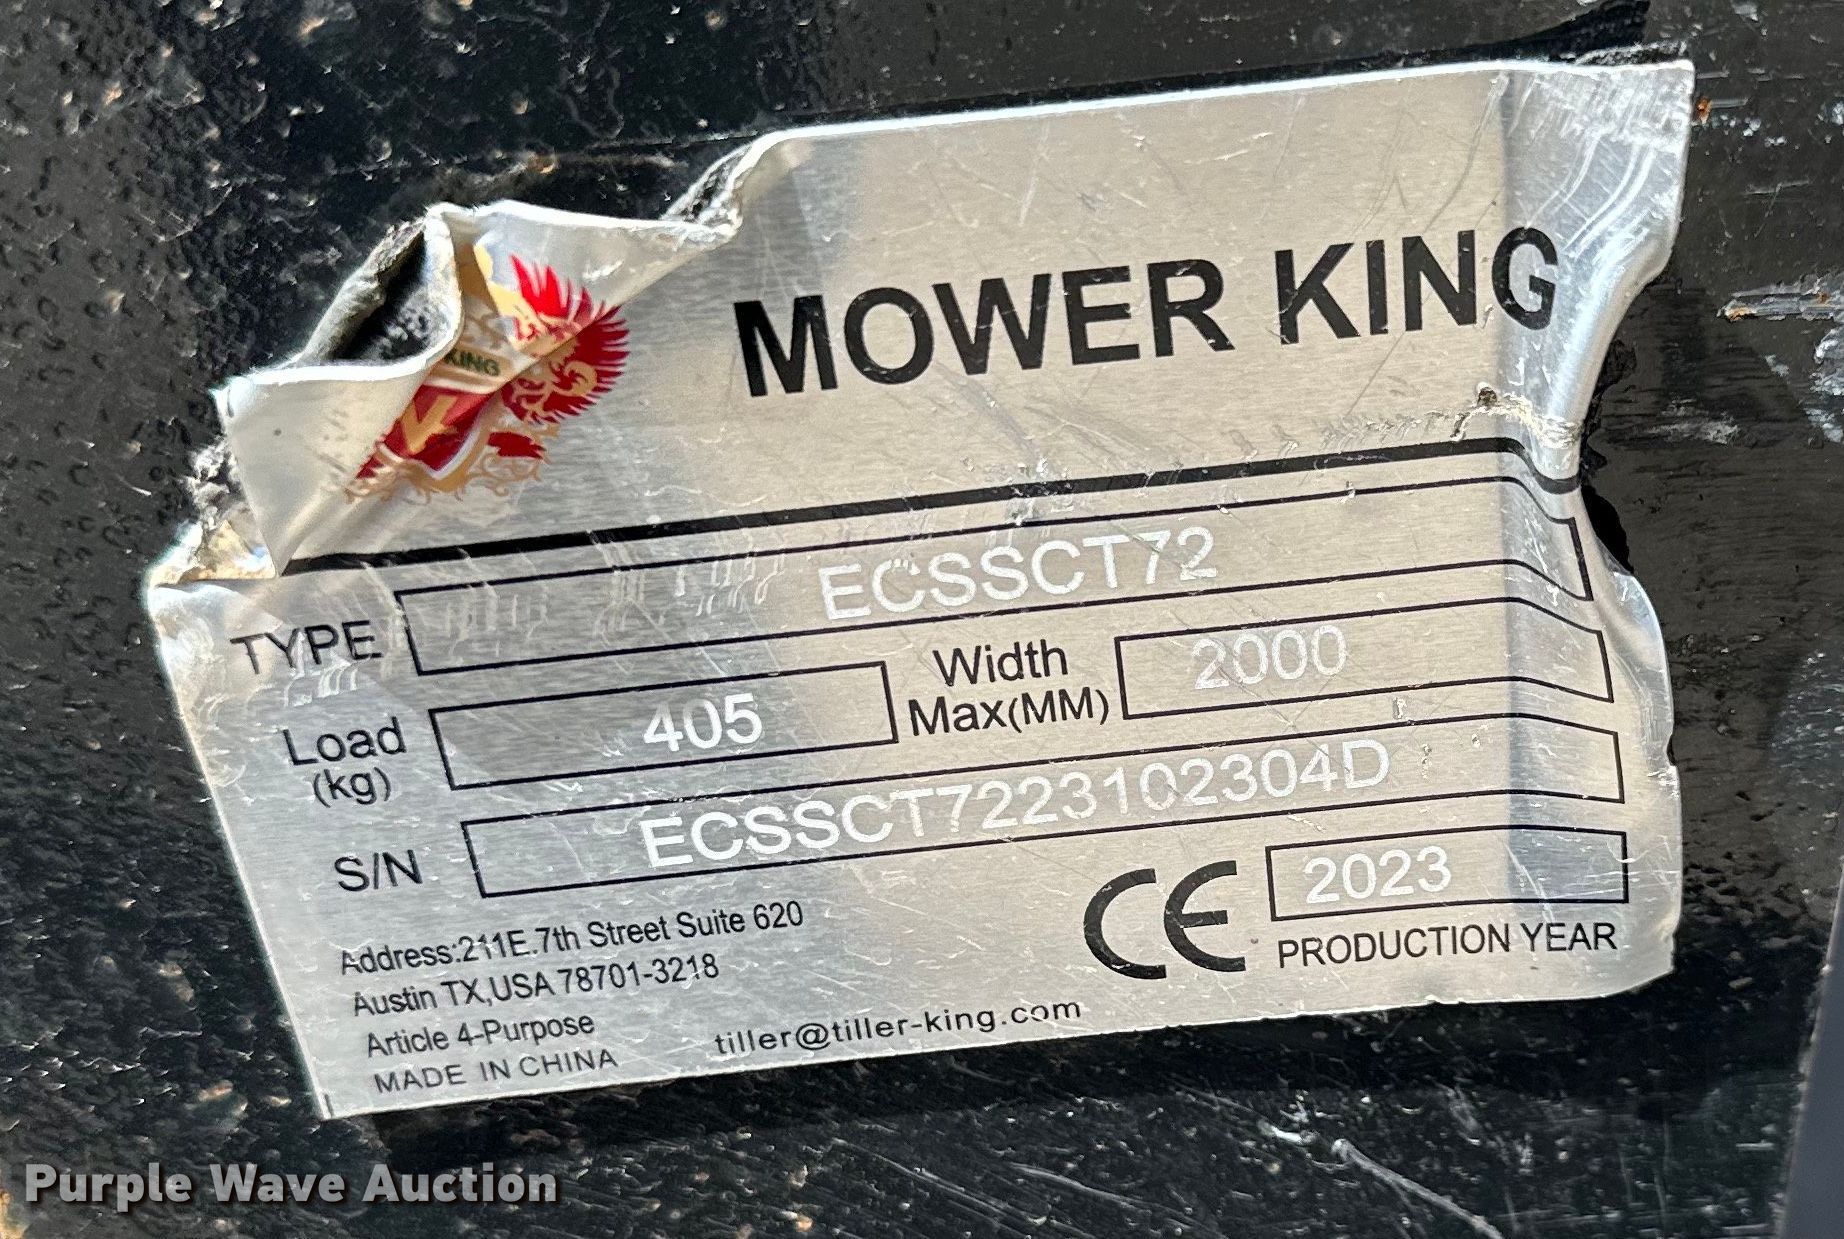 MOWER KING
KING
TYPE ECSSCT72
Load (kg) 405 Width Max(MM) 2000
S/N ECSSCT7223102304D
CE 2023
PRODUCTION YEAR
Address:211E.7th Street Suite 620
Austin TX,USA 78701-3218
Article 4-Purpose
MADE IN CHINA
tiller@tiller-king.com
Purple Wave Auction